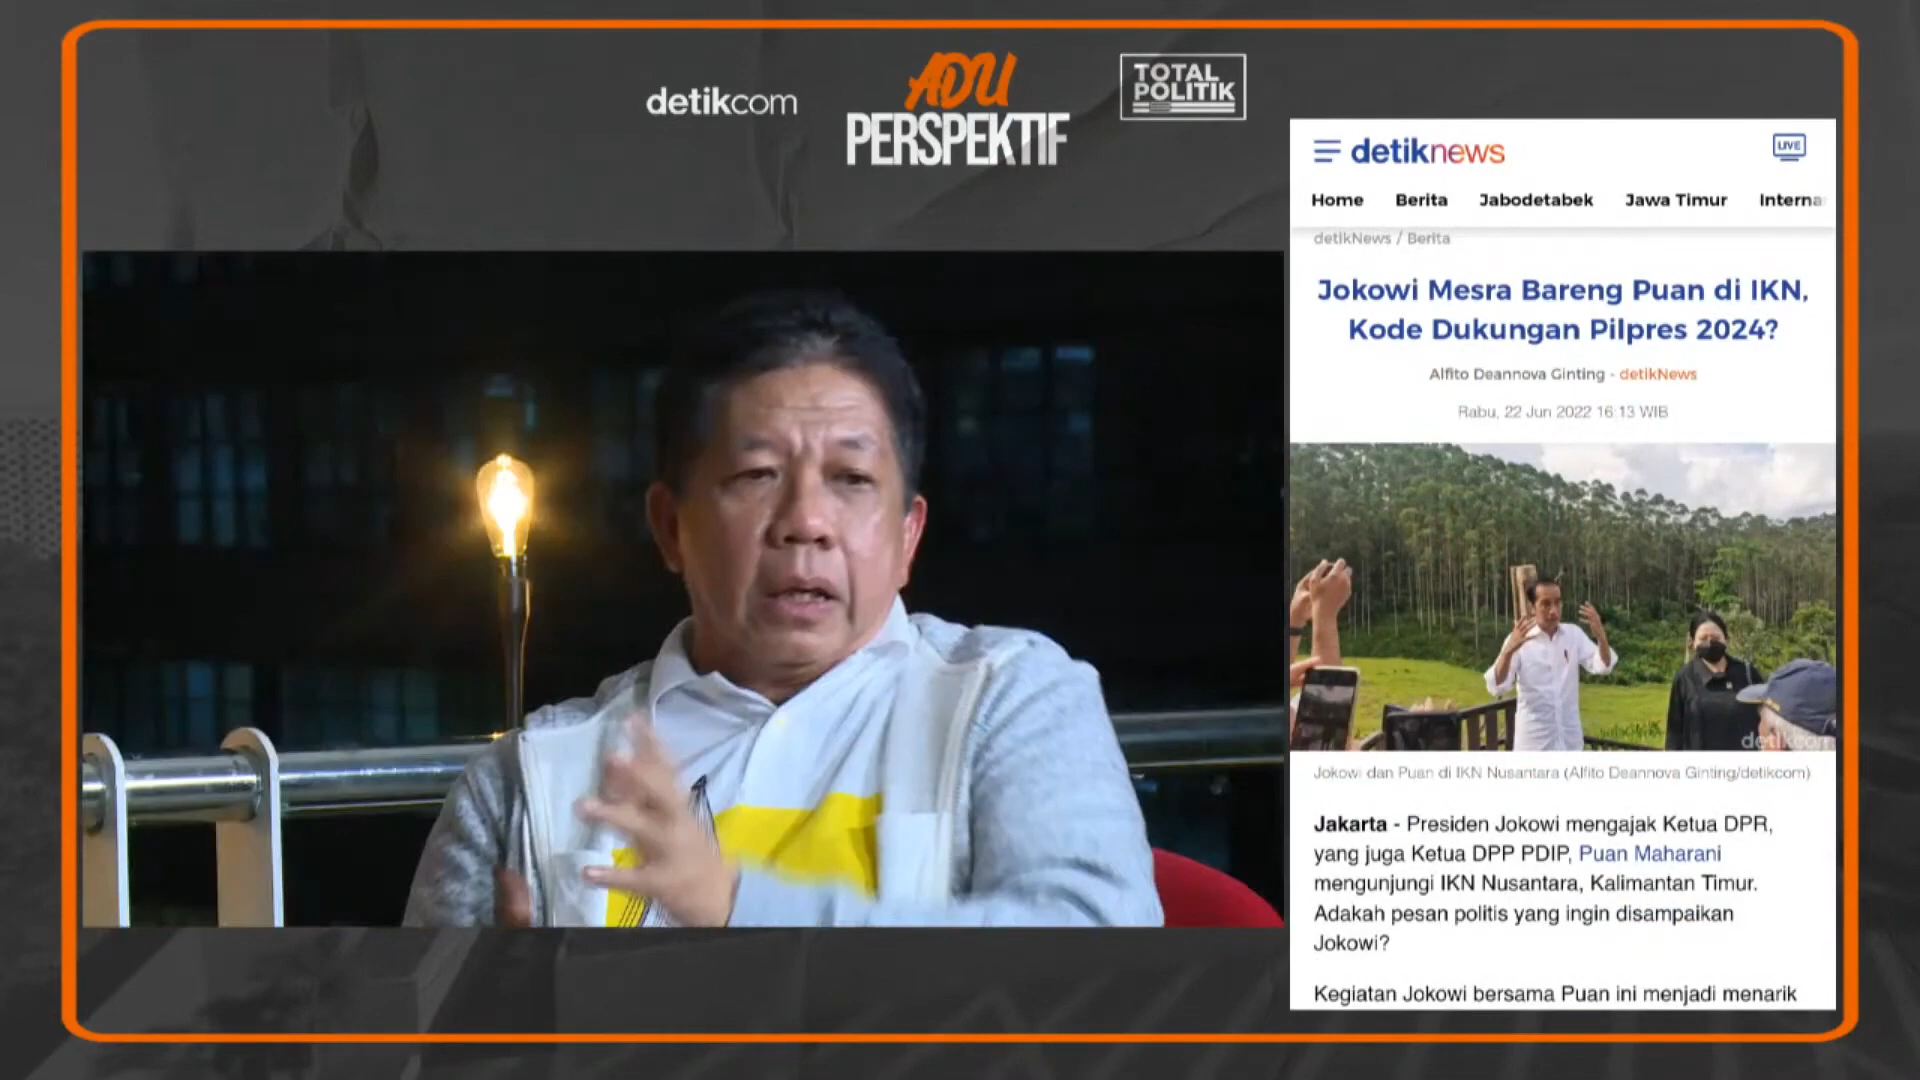 detikcom
ADU
PERSPEKTIF
TOTAL
POLITIK
detiknews
LIVE
Home Berita Jabodetabek Jawa Timur Interna
detikNews / Berita
Jokowi Mesra Bareng Puan di IKN,
Kode Dukungan Pilpres 2024?
Alfito Deannova Ginting - detikNews
Rabu, 22 Jun 2022 16:13 WIB
detikcom
Jokowi dan Puan di IKN Nusantara (Alfito Deannova Ginting/detikcom)
Jakarta - Presiden Jokowi mengajak Ketua DPR,
yang juga Ketua DPP PDIP, Puan Maharani
mengunjungi IKN Nusantara, Kalimantan Timur.
Adakah pesan politis yang ingin disampaikan
Jokowi?
Kegiatan Jokowi bersama Puan ini menjadi menarik